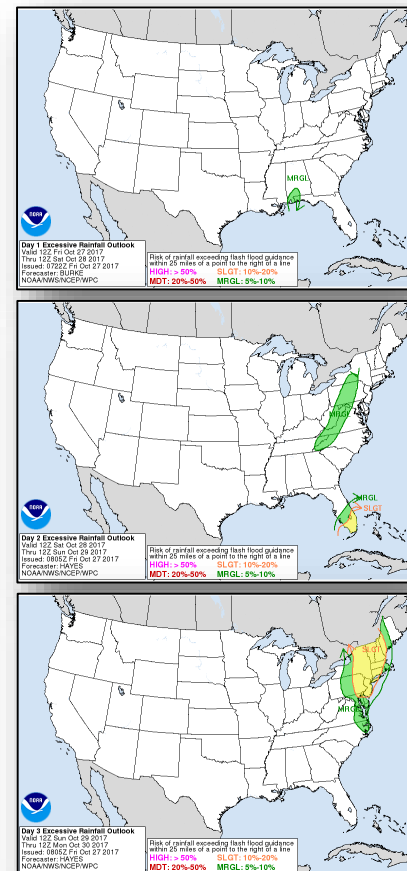 MRGL
NOAA
Day 1 Excessive Rainfall Outlook
Valid 12Z Fri Oct 27 2017
Thru 12Z Sat Oct 28 2017
Issued: 0722Z Fri Oct 27 2017
Forecaster: BURKE
NOAA/NWS/NCEP/WPC
Risk of rainfall exceeding flash flood guidance
within 25 miles of a point to the right of a line
HIGH: > 50% SLGT: 10%-20%
MDT: 20%-50% MRGL: 5%-10%
MRGL
MRGL
SLGT
NOAA
Day 2 Excessive Rainfall Outlook
Valid 12Z Sat Oct 28 2017
Thru 12Z Sun Oct 29 2017
Issued: 0805Z Fri Oct 27 2017
Forecaster: HAYES
NOAA/NWS/NCEP/WPC
Risk of rainfall exceeding flash flood guidance
within 25 miles of a point to the right of a line
HIGH: > 50% SLGT: 10%-20%
MDT: 20%-50% MRGL: 5%-10%
SLGT
MRGL
NOAA
Day 3 Excessive Rainfall Outlook
Valid 12Z Sun Oct 29 2017
Thru 12Z Mon Oct 30 2017
Issued: 0805Z Fri Oct 27 2017
Forecaster: HAYES
NOAA/NWS/NCEP/WPC
Risk of rainfall exceeding flash flood guidance
within 25 miles of a point to the right of a line
HIGH: > 50% SLGT: 10%-20%
MDT: 20%-50% MRGL: 5%-10%